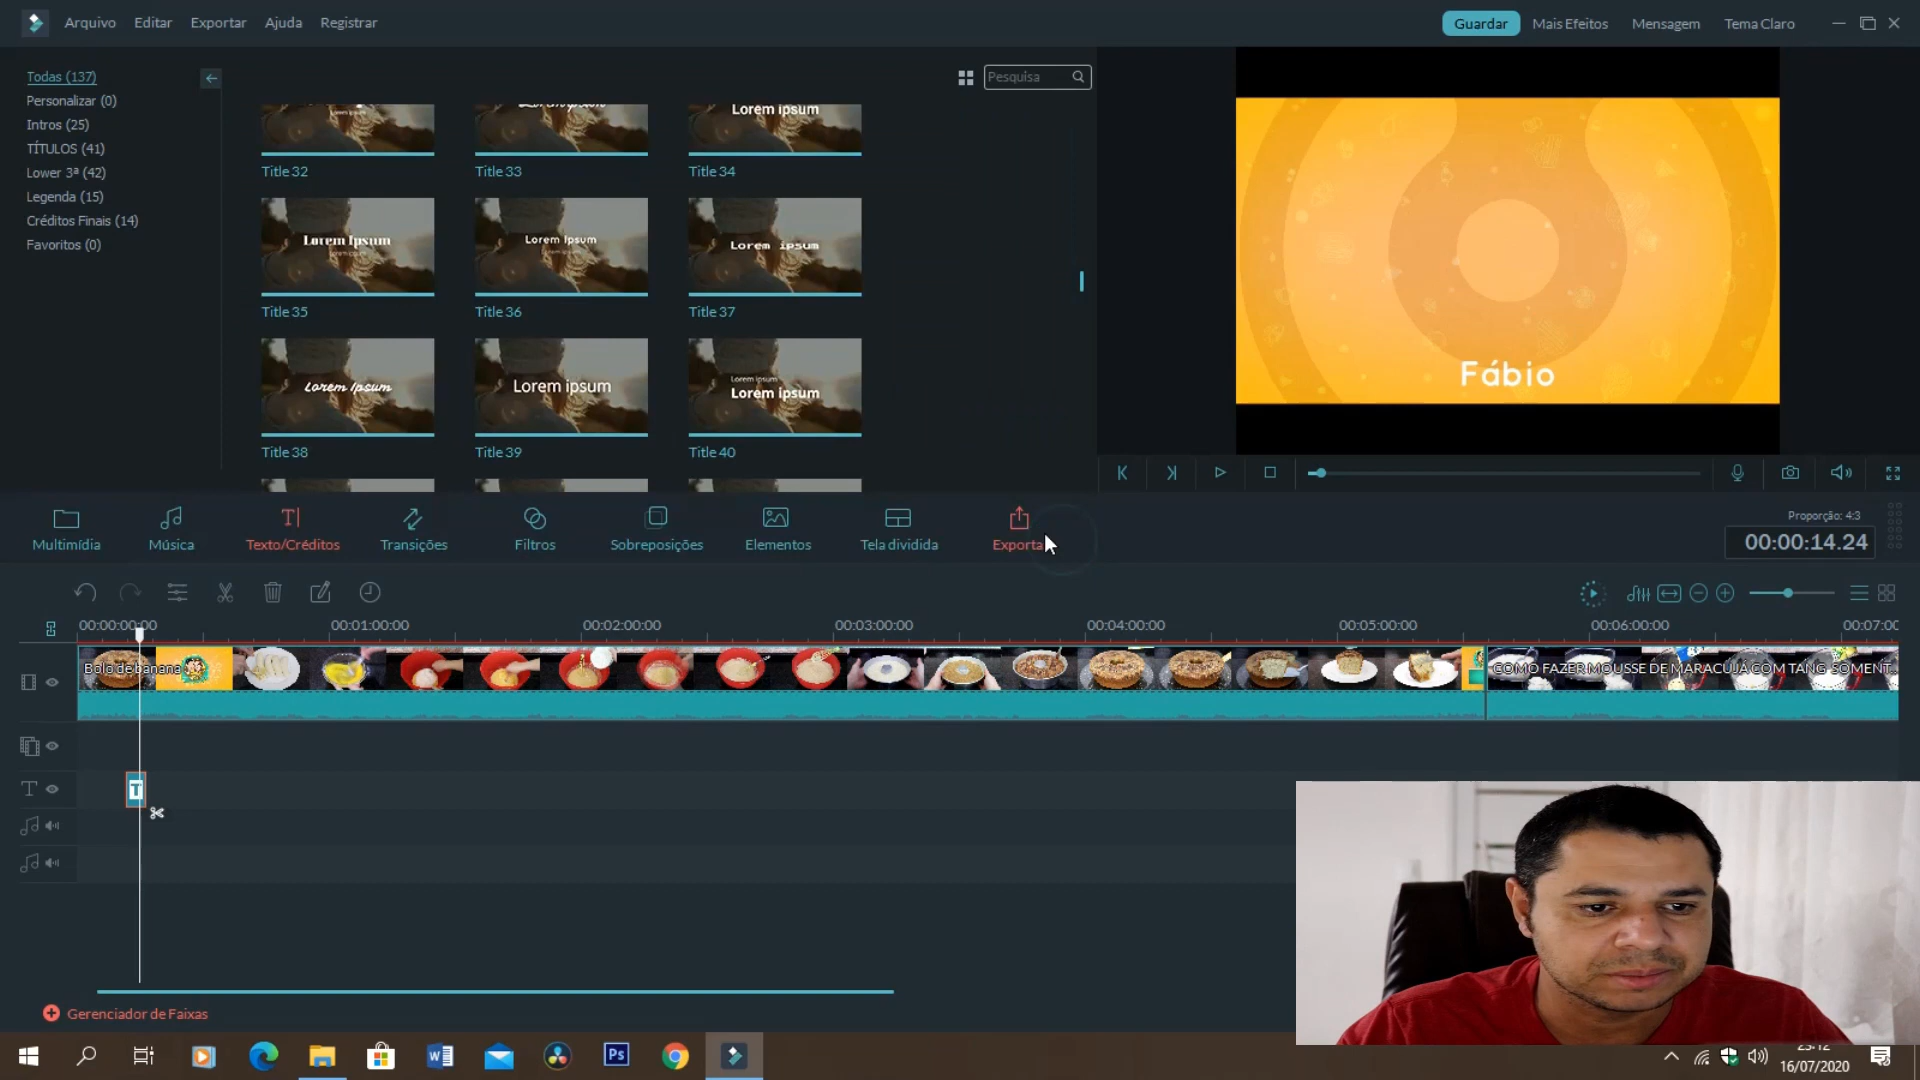 Arquivo Editar Exportar Ajuda Registrar
Guardar Mais Efeitos Mensagem Tema Claro
Todas (137)
Personalizar (0)
Intros (25)
TÍTULOS (41)
Lower 3ª (42)
Legenda (15)
Créditos Finais (14)
Favoritos (0)
Pesquisa
Lorem ipsum
Title 32 Title 33 Title 34
Lorem Ipsum Lorem Ipsum Lorem ipsum
Title 35 Title 36 Title 37
Lorem Ipsum Lorem ipsum Lorem ipsum
Lorem ipsum
Title 38 Title 39 Title 40
Fábio
Multimídia Música Texto/Créditos Transições Filtros Sobreposições Elementos Tela dividida Exporta
Proporção: 4:3
00:00:14.24
00:00:00:00 00:01:00:00 00:02:00:00 00:03:00:00 00:04:00:00 00:05:00:00 00:06:00:00 00:07:00
Bolo de banana
COMO FAZER MOUSSE DE MARACUJÁ COM TANG SOMENT...
T
Gerenciador de Faixas
Ps
23:12
16/07/2020